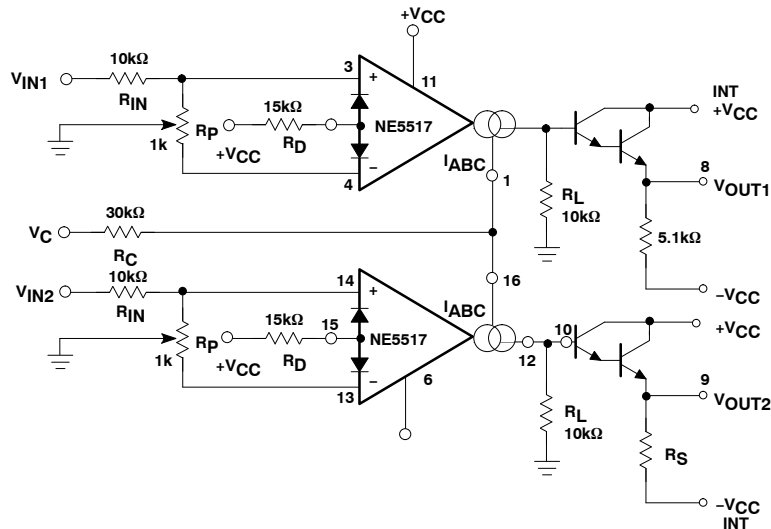 +VCC
10kΩ
3
+
11
VIN1
RIN
INT
+VCC
15kΩ
RP
NE5517
1k
+VCC
RD
−
4
IABC
1
8
VOUT1
RL
10kΩ
5.1kΩ
30kΩ
VC
RC
−VCC
10kΩ
14
+
16
VIN2
RIN
IABC
+VCC
15kΩ
15
RP
NE5517
10
1k
+VCC
RD
12
−
13
6
9
VOUT2
RL
10kΩ
RS
−VCC
INT